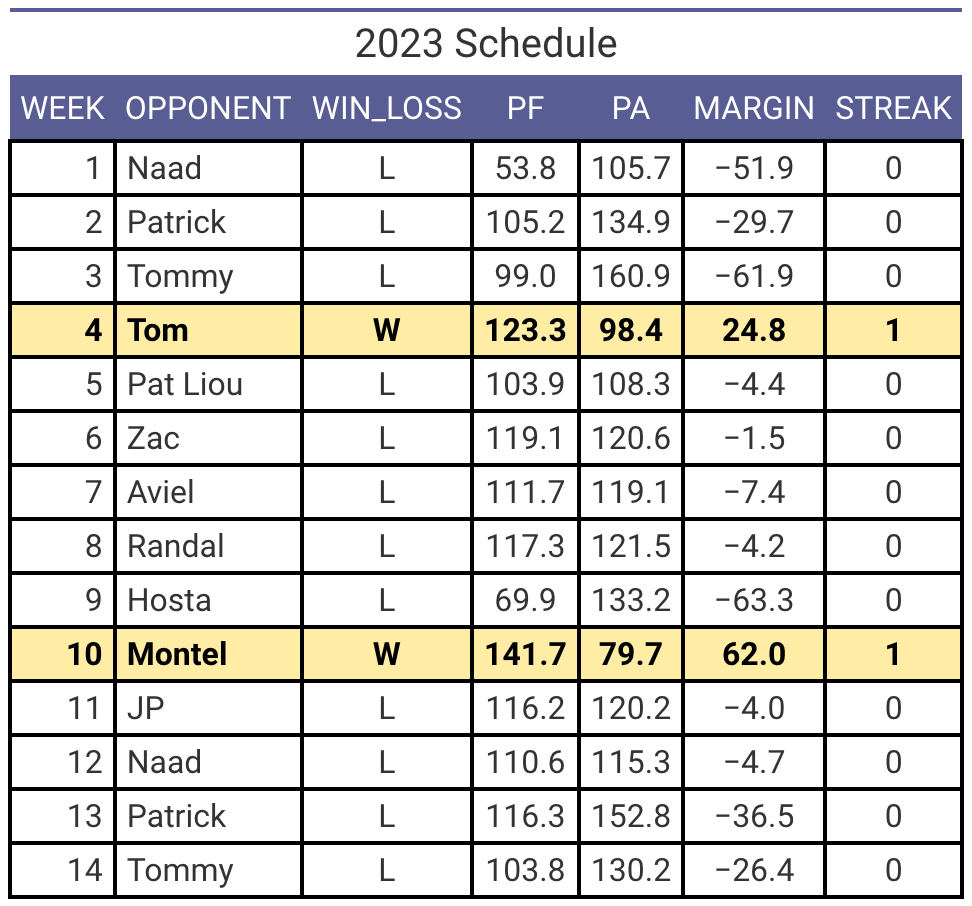 2023 Schedule
WEEK OPPONENT WIN_LOSS PF PA MARGIN STREAK
1 Naad L 53.8 105.7 −51.9 0
2 Patrick L 105.2 134.9 −29.7 0
3 Tommy L 99.0 160.9 −61.9 0
4 Tom W 123.3 98.4 24.8 1
5 Pat Liou L 103.9 108.3 −4.4 0
6 Zac L 119.1 120.6 −1.5 0
7 Aviel L 111.7 119.1 −7.4 0
8 Randal L 117.3 121.5 −4.2 0
9 Hosta L 69.9 133.2 −63.3 0
10 Montel W 141.7 79.7 62.0 1
11 JP L 116.2 120.2 −4.0 0
12 Naad L 110.6 115.3 −4.7 0
13 Patrick L 116.3 152.8 −36.5 0
14 Tommy L 103.8 130.2 −26.4 0